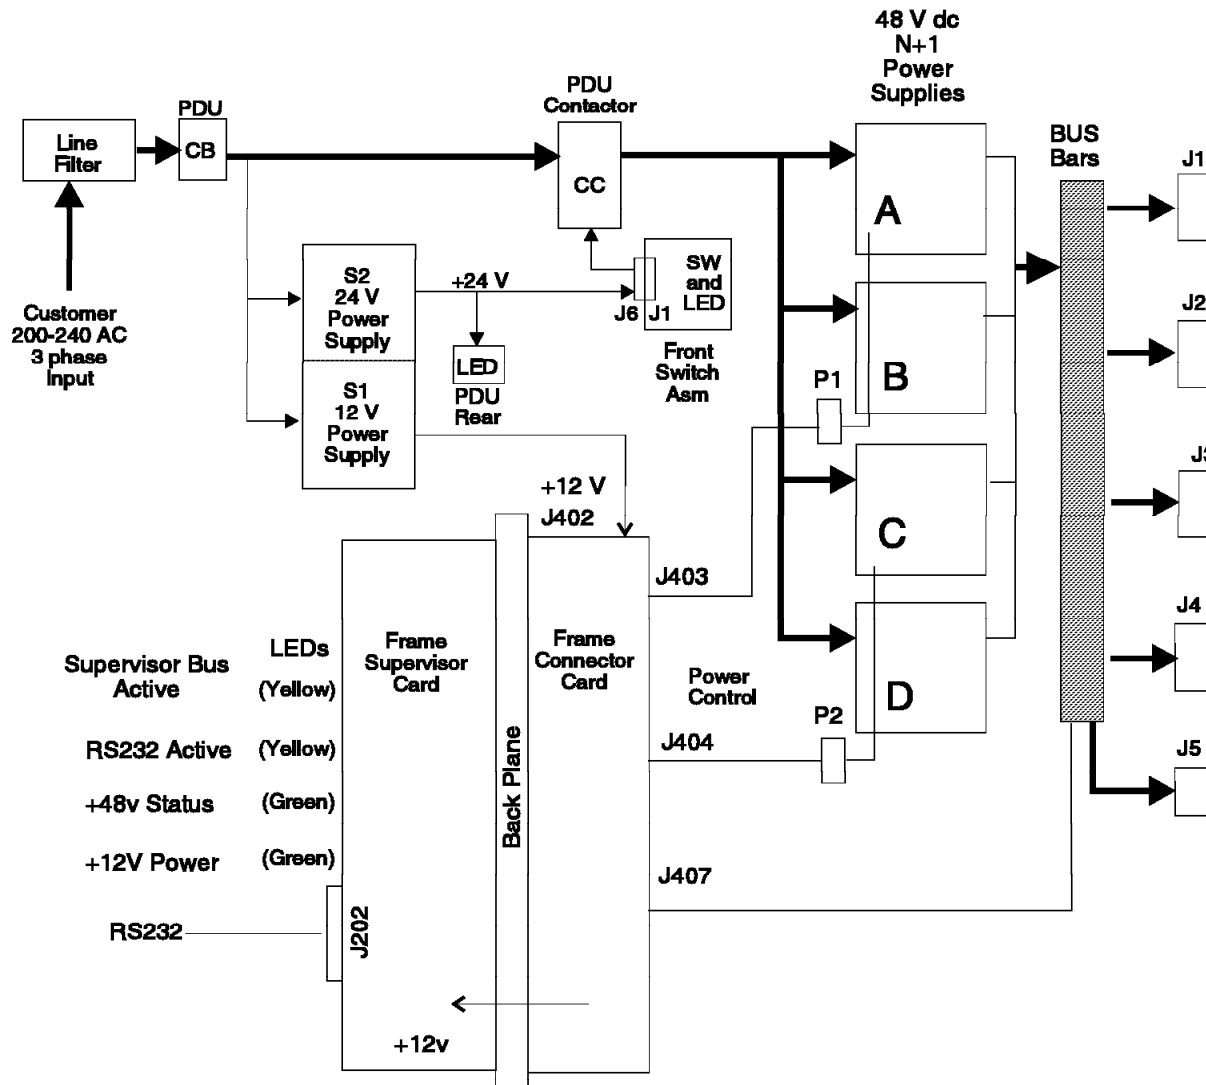 48 V dc
N+1
Power
Supplies
PDU
Contactor
PDU
Line
Filter
CB
CC
BUS
Bars
J1
A
S2
24 V
Power
Supply
+24 V
SW
and
LED
J6
J1
J2
Customer
200-240 AC
3 phase
Input
LED
PDU
Rear
Front
Switch
Asm
B
P1
S1
12 V
Power
Supply
J3
+12 V
J402
C
J403
J4
LEDs
Supervisor Bus
Active
(Yellow)
Frame
Supervisor
Card
Frame
Connector
Card
Power
Control
D
P2
RS232 Active
(Yellow)
J404
J5
+48v Status
(Green)
Back Plane
+12V Power
(Green)
J407
RS232
J202
+12v